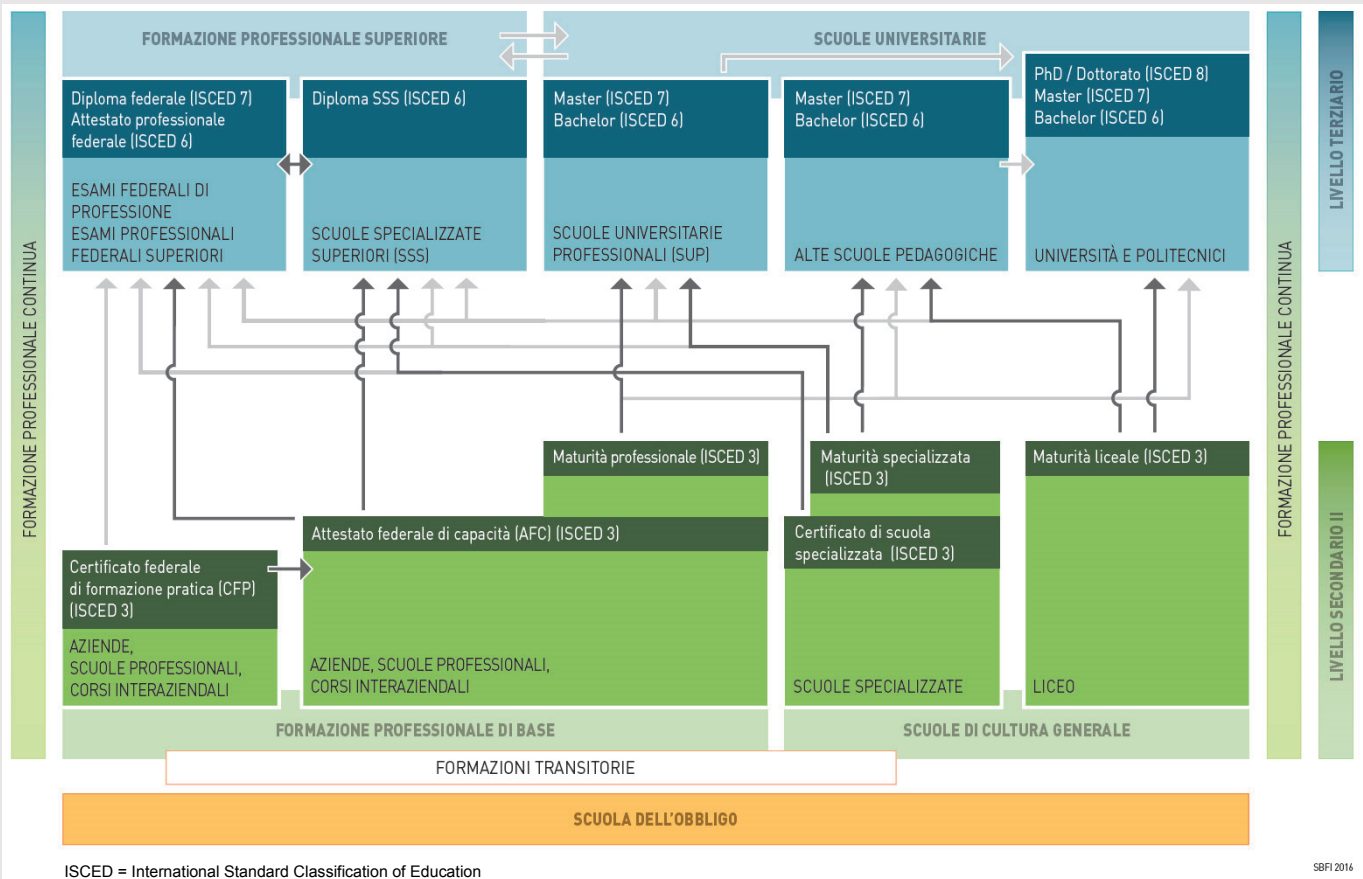 FORMAZIONE PROFESSIONALE CONTINUA
FORMAZIONE PROFESSIONALE SUPERIORE
SCUOLE UNIVERSITARIE
Diploma federale (ISCED 7)
Attestato professionale
federale (ISCED 6)
ESAMI FEDERALI DI
PROFESSIONE
ESAMI PROFESSIONALI
FEDERALI SUPERIORI
Diploma SSS (ISCED 6)
SCUOLE SPECIALIZZATE
SUPERIORI (SSS)
Master (ISCED 7)
Bachelor (ISCED 6)
SCUOLE UNIVERSITARIE
PROFESSIONALI (SUP)
Master (ISCED 7)
Bachelor (ISCED 6)
ALTE SCUOLE PEDAGOGICHE
PhD / Dottorato (ISCED 8)
Master (ISCED 7)
Bachelor (ISCED 6)
UNIVERSITÀ E POLITECNICI
FORMAZIONE PROFESSIONALE CONTINUA
LIVELLO TERZIARIO
LIVELLO SECONDARIO II
Certificato federale
di formazione pratica (CFP)
(ISCED 3)
AZIENDE,
SCUOLE PROFESSIONALI,
CORSI INTERAZIENDALI
Maturità professionale (ISCED 3)
Attestato federale di capacità (AFC) (ISCED 3)
AZIENDE, SCUOLE PROFESSIONALI,
CORSI INTERAZIENDALI
Maturità specializzata
(ISCED 3)
Certificato di scuola
specializzata (ISCED 3)
SCUOLE SPECIALIZZATE
Maturità liceale (ISCED 3)
LICEO
FORMAZIONE PROFESSIONALE DI BASE
SCUOLE DI CULTURA GENERALE
FORMAZIONI TRANSITORIE
SCUOLA DELL'OBBLIGO
ISCED = International Standard Classification of Education
SBFI 2016